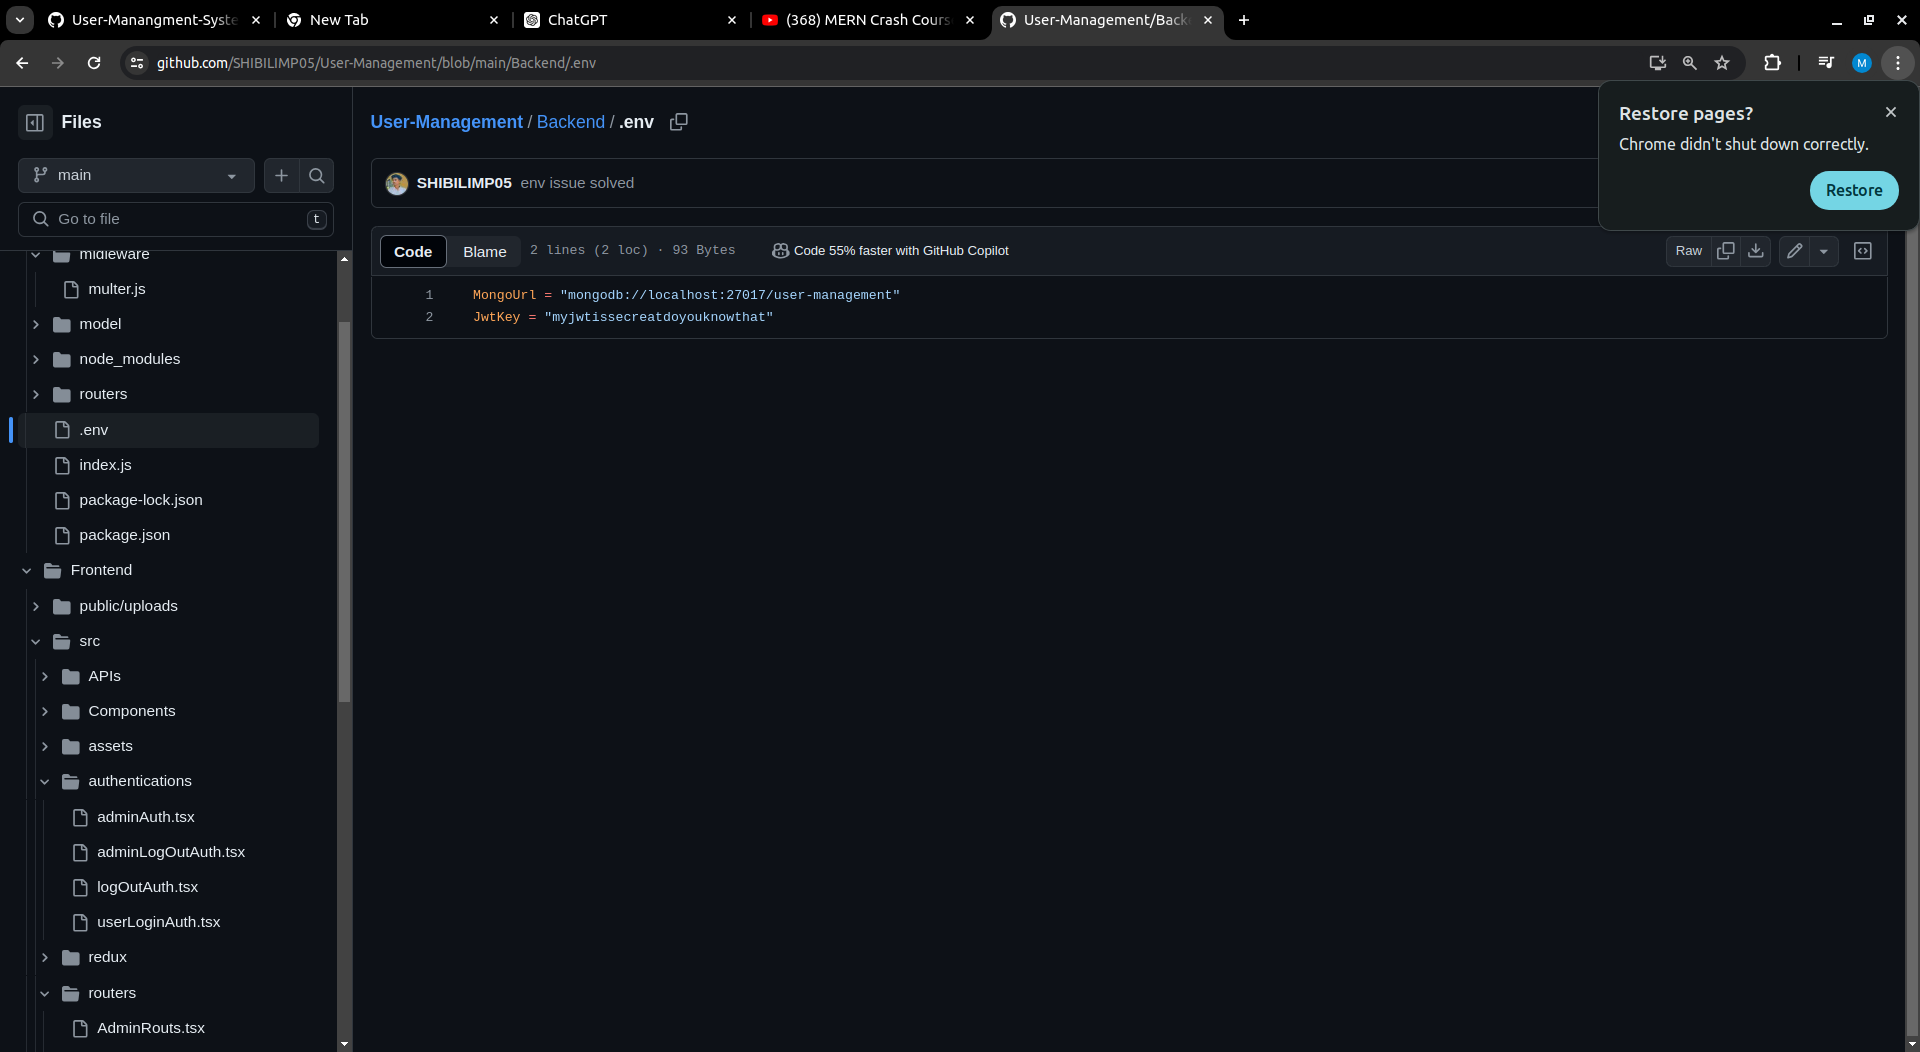 User-Manangment-Syste
New Tab
ChatGPT
(368) MERN Crash Cours
User-Management/Back
github.com/SHIBILIMP05/User-Management/blob/main/Backend/.env
M
Restore pages?
Chrome didn't shut down correctly.
Restore
Files
main
Go to file
t
midleware
multer.js
model
node_modules
routers
.env
index.js
package-lock.json
package.json
Frontend
public/uploads
src
APIs
Components
assets
authentications
adminAuth.tsx
adminLogOutAuth.tsx
logOutAuth.tsx
userLoginAuth.tsx
redux
routers
AdminRouts.tsx
User-Management / Backend / .env
SHIBILIMP05 env issue solved
Code Blame 2 lines (2 loc) · 93 Bytes Code 55% faster with GitHub Copilot Raw
1 MongoUrl = "mongodb://localhost:27017/user-management"
2 JwtKey = "myjwtissecreatdoyouknowthat"